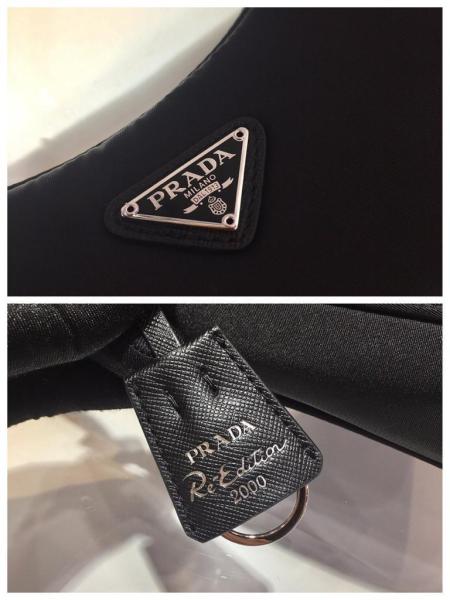 PRADA
MILANO
DAL 1913
PRADA
Re-Edition
2000